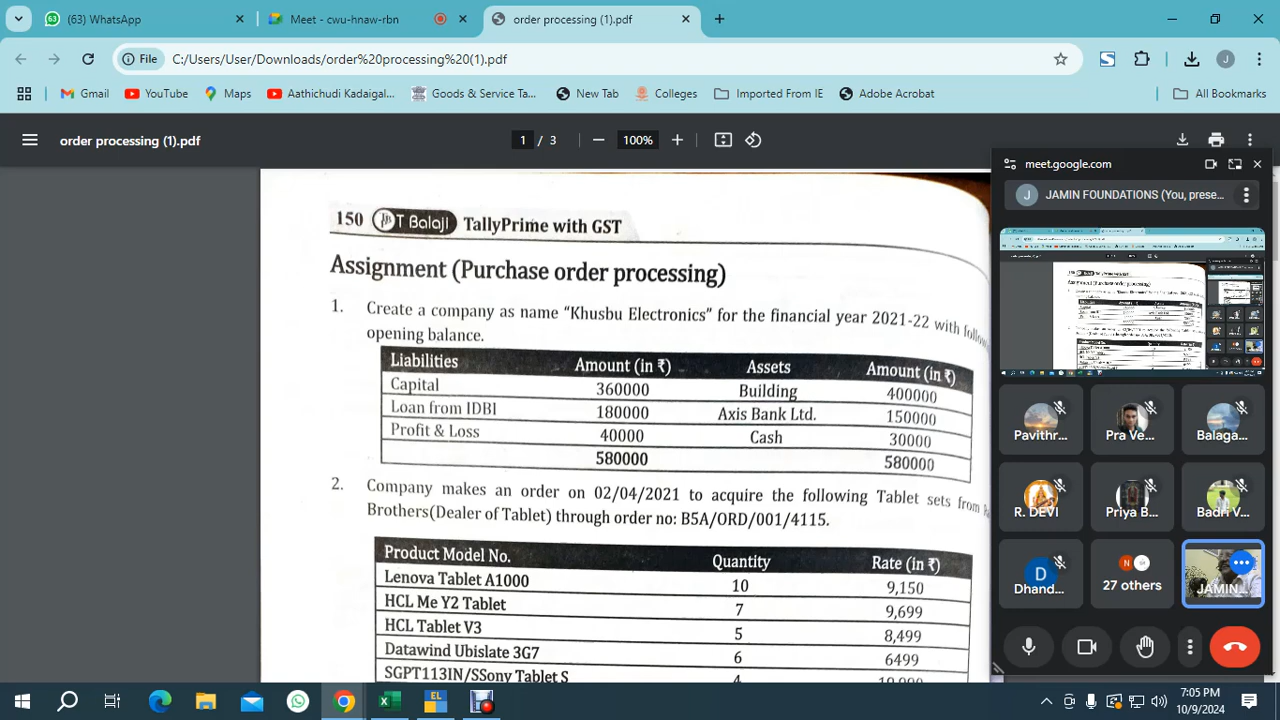 (63) WhatsApp
Meet - cwu-hnaw-rbn
order processing (1).pdf
File
C:/Users/User/Downloads/order%20processing%20(1).pdf
Gmail
YouTube
Maps
Aathichudi Kadaigal...
Goods & Service Ta...
New Tab
Colleges
Imported From IE
Adobe Acrobat
All Bookmarks
order processing (1).pdf
1 / 3
100%
meet.google.com
J JAMIN FOUNDATIONS (You, prese...
150 T Balaji TallyPrime with GST
Assignment (Purchase order processing)
1. Create a company as name “Khusbu Electronics” for the financial year 2021-22 with
opening balance.
Liabilities Amount (in ₹) Assets Amount (in ₹)
Capital 360000 Building 400000
Loan from IDBI 180000 Axis Bank Ltd. 150000
Profit & Loss 40000 Cash 30000
580000 580000
2. Company makes an order on 02/04/2021 to acquire the following Tablet sets from
Brothers(Dealer of Tablet) through order no: B5A/ORD/001/4115.
Product Model No. Quantity Rate (in ₹)
Lenova Tablet A1000 10 9,150
HCL Me Y2 Tablet 7 9,699
HCL Tablet V3 5 8,499
Datawind Ubislate 3G7 6 6499
SGPT113IN/SSony Tablet S
Pavithr...
Pra Ve...
Balaga...
R. DEVI
Priya B...
Badri V...
D
Dhand...
N
27 others
JAMIN...
EL
7:05 PM
10/9/2024